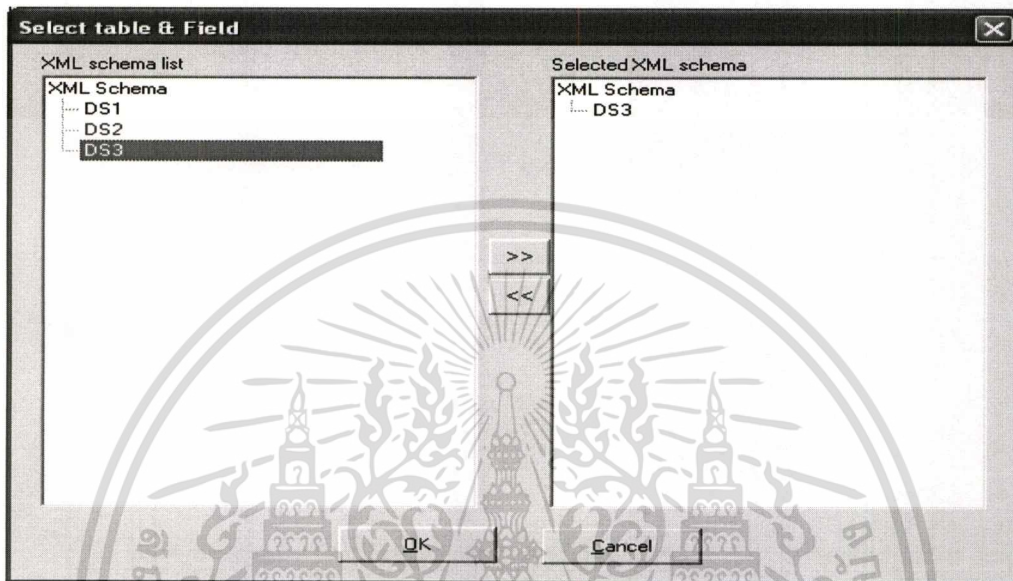 Select table & Field
XML schema list
XML Schema
DS1
DS2
DS3
>>
<<
Selected XML schema
XML Schema
DS3
OK
Cancel